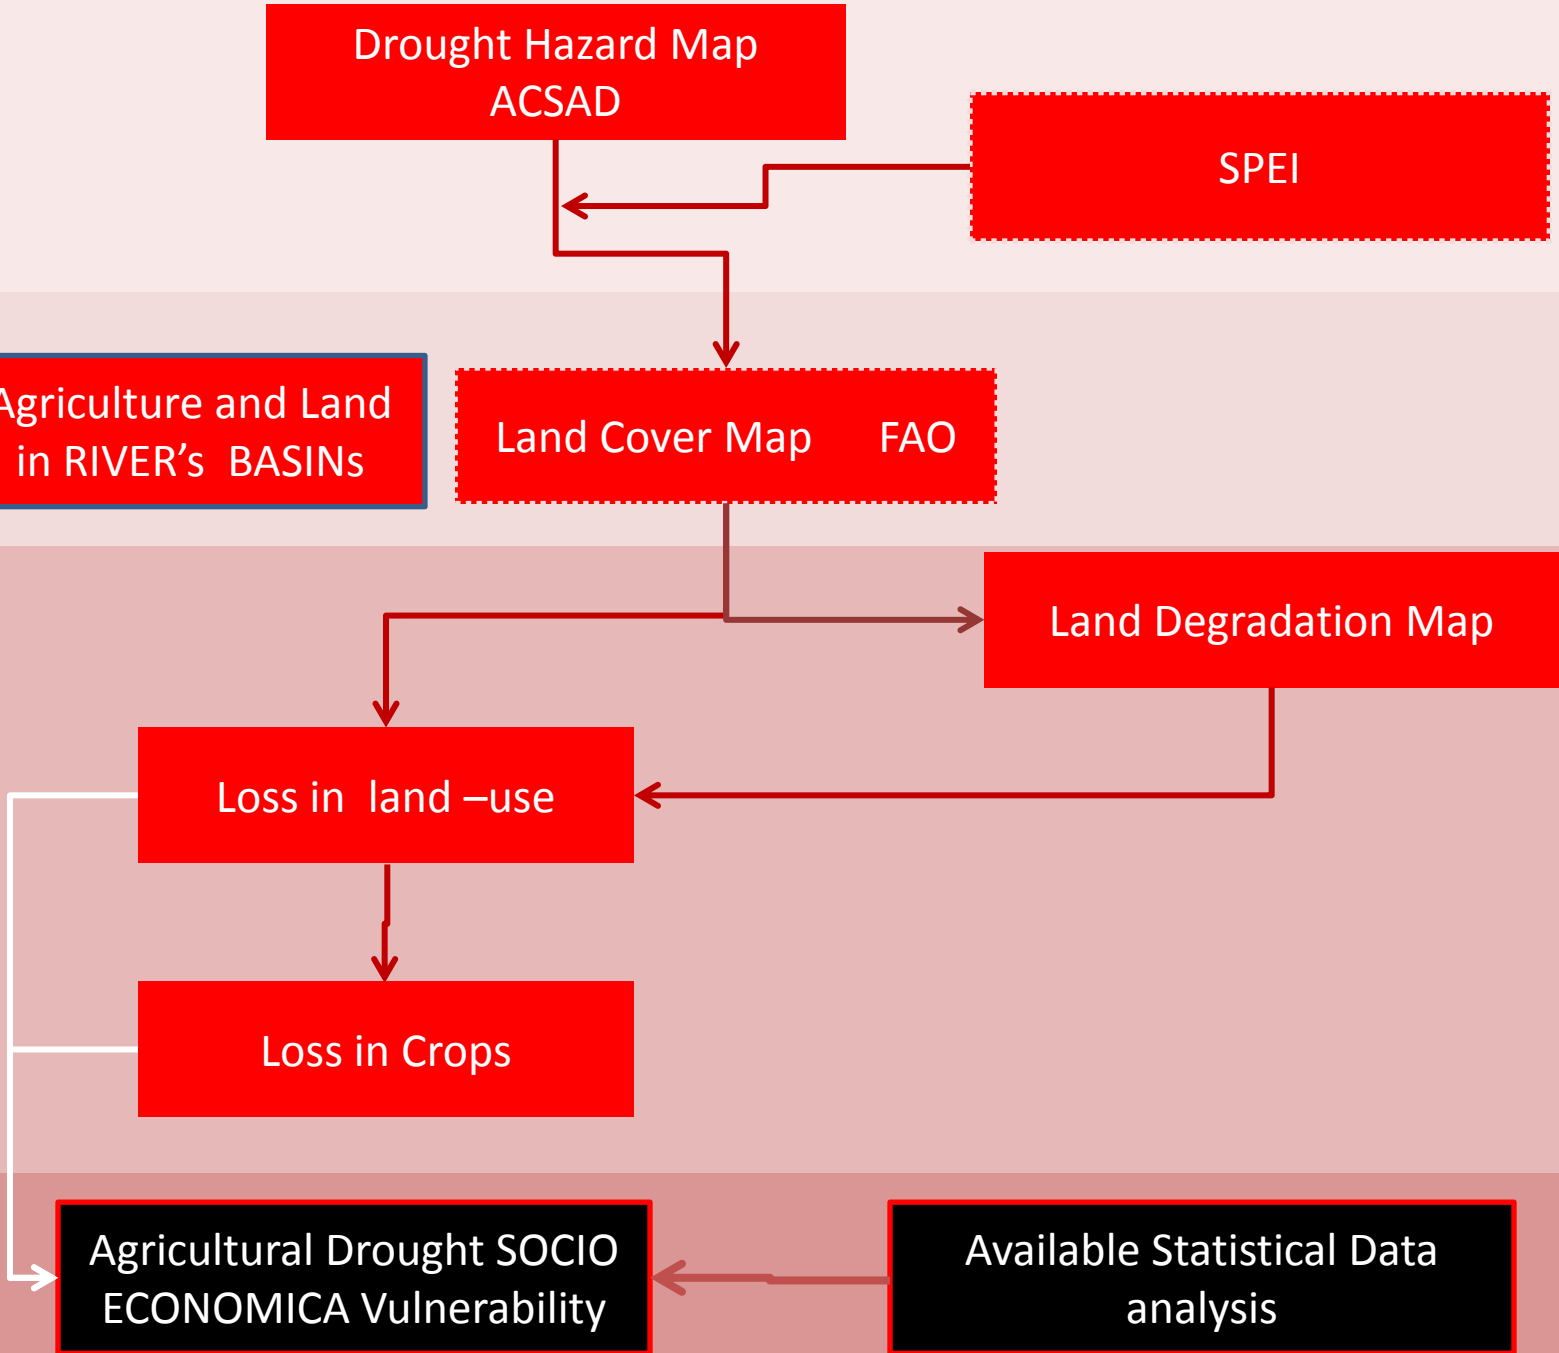 Drought Hazard Map
ACSAD
SPEI
Agriculture and Land
in RIVER’s BASINs
Land Cover Map FAO
Land Degradation Map
Loss in land –use
Loss in Crops
Agricultural Drought SOCIO
ECONOMICA Vulnerability
Available Statistical Data
analysis